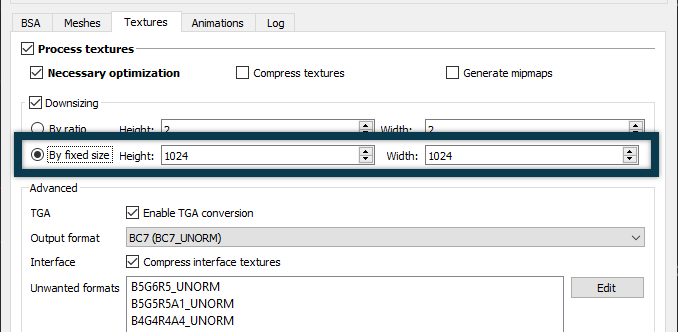 BSA Meshes Textures Animations Log
Process textures
Necessary optimization Compress textures Generate mipmaps
Downsizing
By ratio Height: 2 Width: 2
By fixed size Height: 1024 Width: 1024
Advanced
TGA Enable TGA conversion
Output format BC7 (BC7_UNORM)
Interface Compress interface textures
Unwanted formats B5G6R5_UNORM Edit
B5G5R5A1_UNORM
B4G4R4A4_UNORM